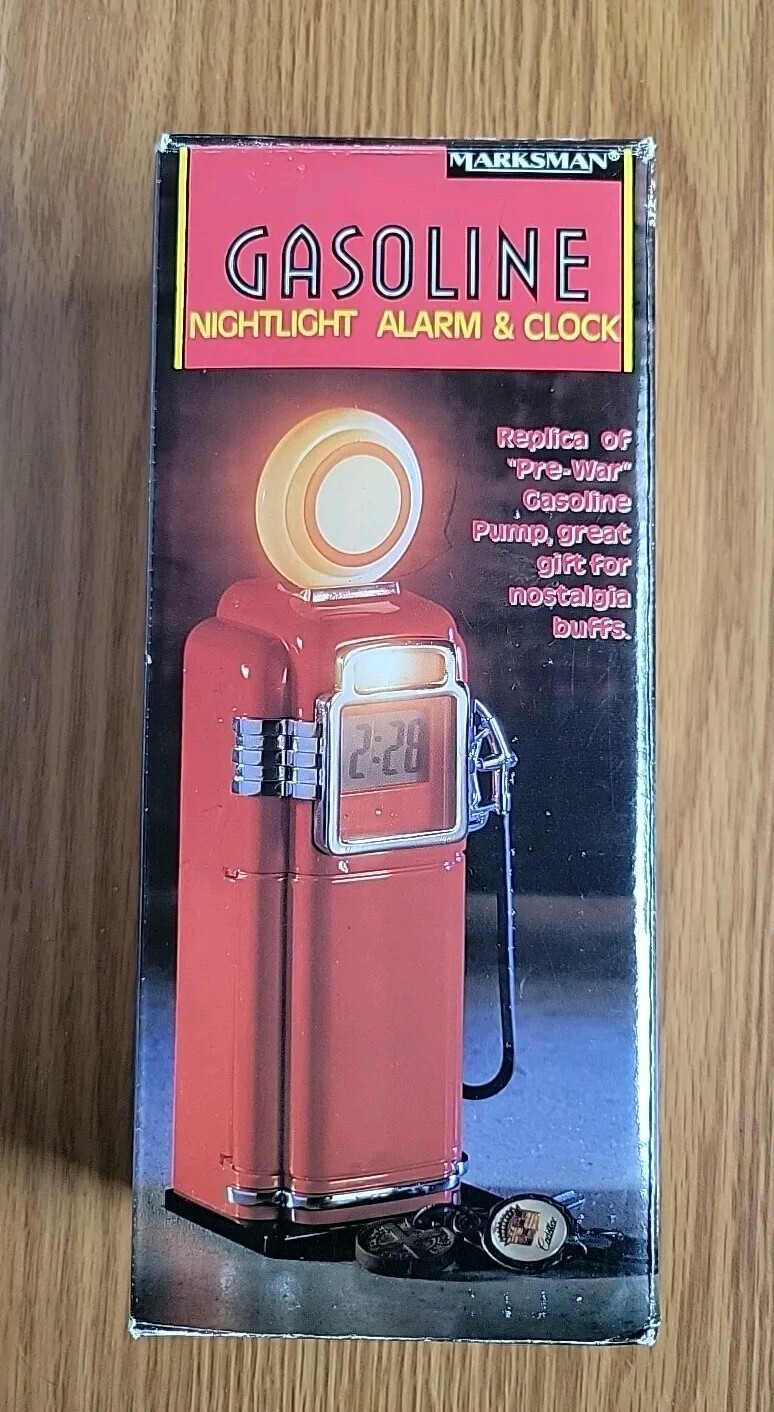 MARKSMAN®
GASOLINE
NIGHTLIGHT ALARM & CLOCK
Replica of
"Pre-War"
Gasoline
Pump, great
gift for
nostalgia
buffs.
2:28
Cadillac